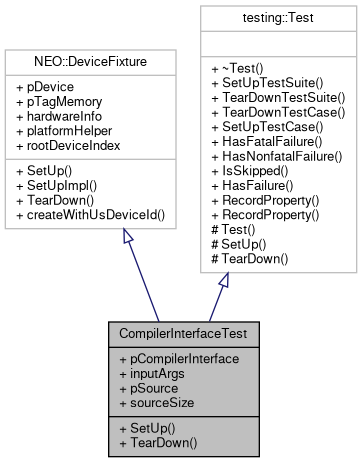 NEO::DeviceFixture
+ pDevice
+ pTagMemory
+ hardwareInfo
+ platformHelper
+ rootDeviceIndex
+ SetUp()
+ SetUpImpl()
+ TearDown()
+ createWithUsDeviceId()
testing::Test
+ ~Test()
+ SetUpTestSuite()
+ TearDownTestSuite()
+ TearDownTestCase()
+ SetUpTestCase()
+ HasFatalFailure()
+ HasNonfatalFailure()
+ IsSkipped()
+ HasFailure()
+ RecordProperty()
+ RecordProperty()
# Test()
# SetUp()
# TearDown()
CompilerInterfaceTest
+ pCompilerInterface
+ inputArgs
+ pSource
+ sourceSize
+ SetUp()
+ TearDown()